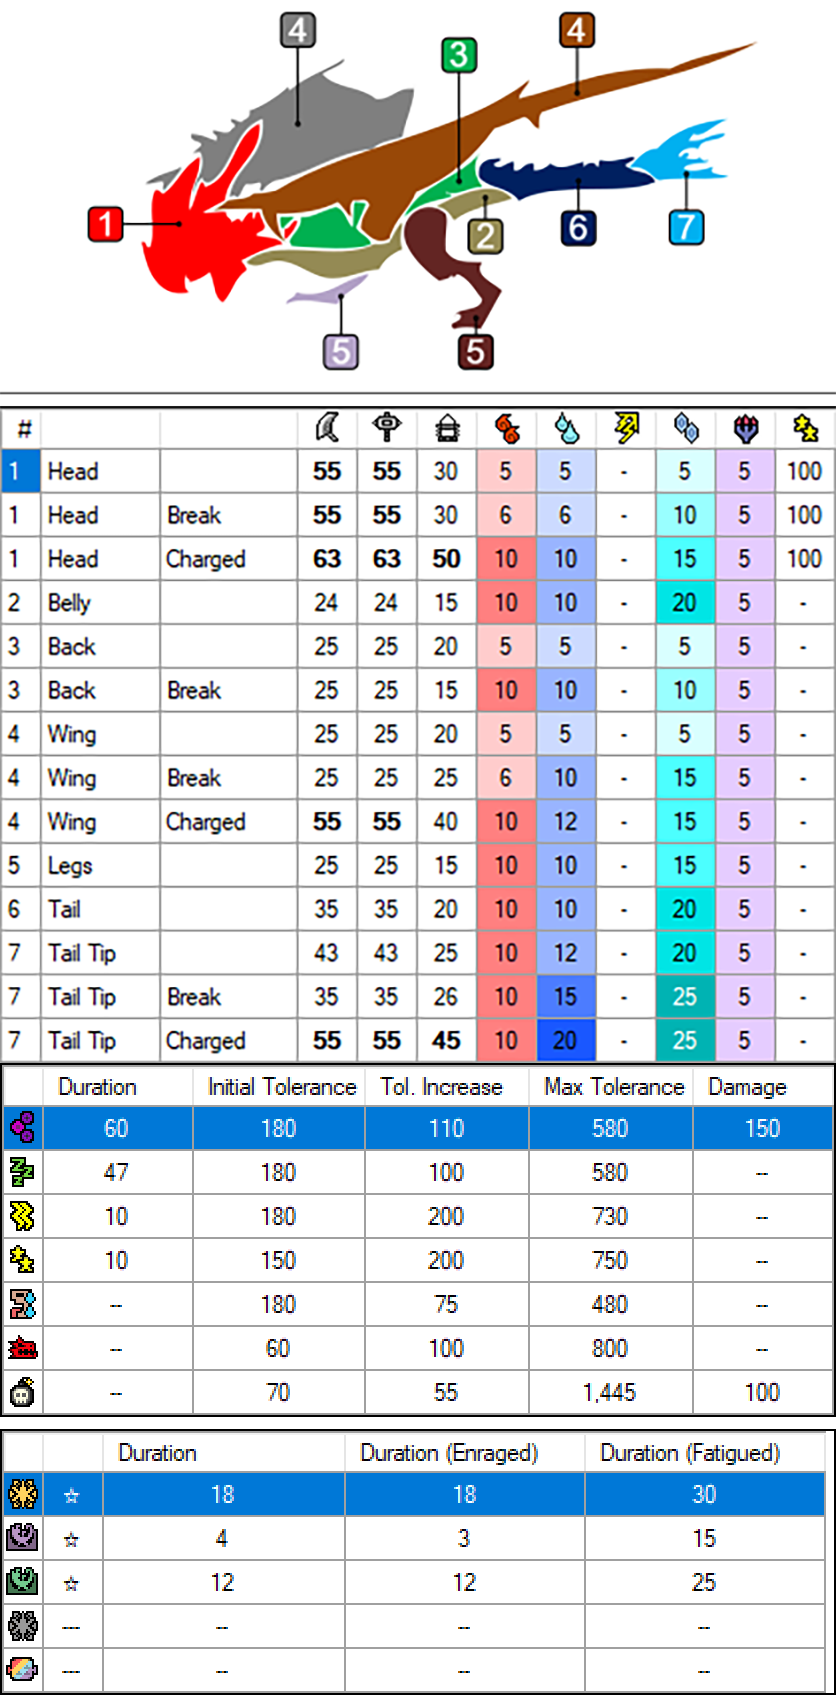 4 4
3
1 2 6 7
5 5
#
1 Head 55 55 30 5 5 - 5 5 100
1 Head Break 55 55 30 6 6 - 10 5 100
1 Head Charged 63 63 50 10 10 - 15 5 100
2 Belly 24 24 15 10 10 - 20 5 -
3 Back 25 25 20 5 5 - 5 5 -
3 Back Break 25 25 15 10 10 - 10 5 -
4 Wing 25 25 20 5 5 - 5 5 -
4 Wing Break 25 25 25 6 10 - 15 5 -
4 Wing Charged 55 55 40 10 12 - 15 5 -
5 Legs 25 25 15 10 10 - 15 5 -
6 Tail 35 35 20 10 10 - 20 5 -
7 Tail Tip 43 43 25 10 12 - 20 5 -
7 Tail Tip Break 35 35 26 10 15 - 25 5 -
7 Tail Tip Charged 55 55 45 10 20 - 25 5 -
Duration Initial Tolerance Tol. Increase Max Tolerance Damage
60 180 110 580 150
47 180 100 580 --
10 180 200 730 --
10 150 200 750 --
-- 180 75 480 --
-- 60 100 800 --
-- 70 55 1,445 100
Duration Duration (Enraged) Duration (Fatigued)
☆ 18 18 30
☆ 4 3 15
☆ 12 12 25
--- -- -- --
--- -- -- --